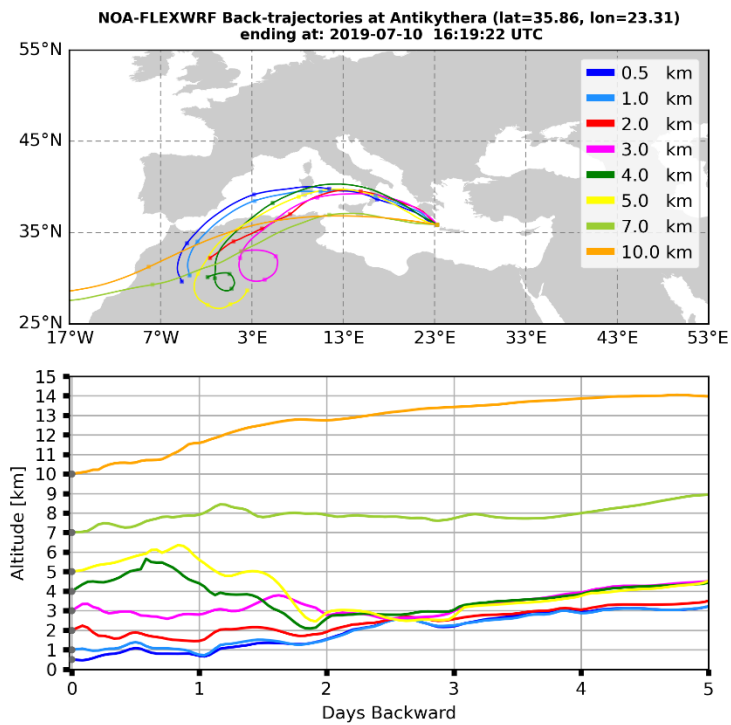 NOA-FLEXWRF Back-trajectories at Antikythera (lat=35.86, lon=23.31)
ending at: 2019-07-10  16:19:22 UTC
55°N
45°N
35°N
25°N
17°W 7°W 3°E 13°E 23°E 33°E 43°E 53°E
0.5 km
1.0 km
2.0 km
3.0 km
4.0 km
5.0 km
7.0 km
10.0 km
Altitude [km]
15
14
13
12
11
10
9
8
7
6
5
4
3
2
1
0
0 1 2 3 4 5
Days Backward